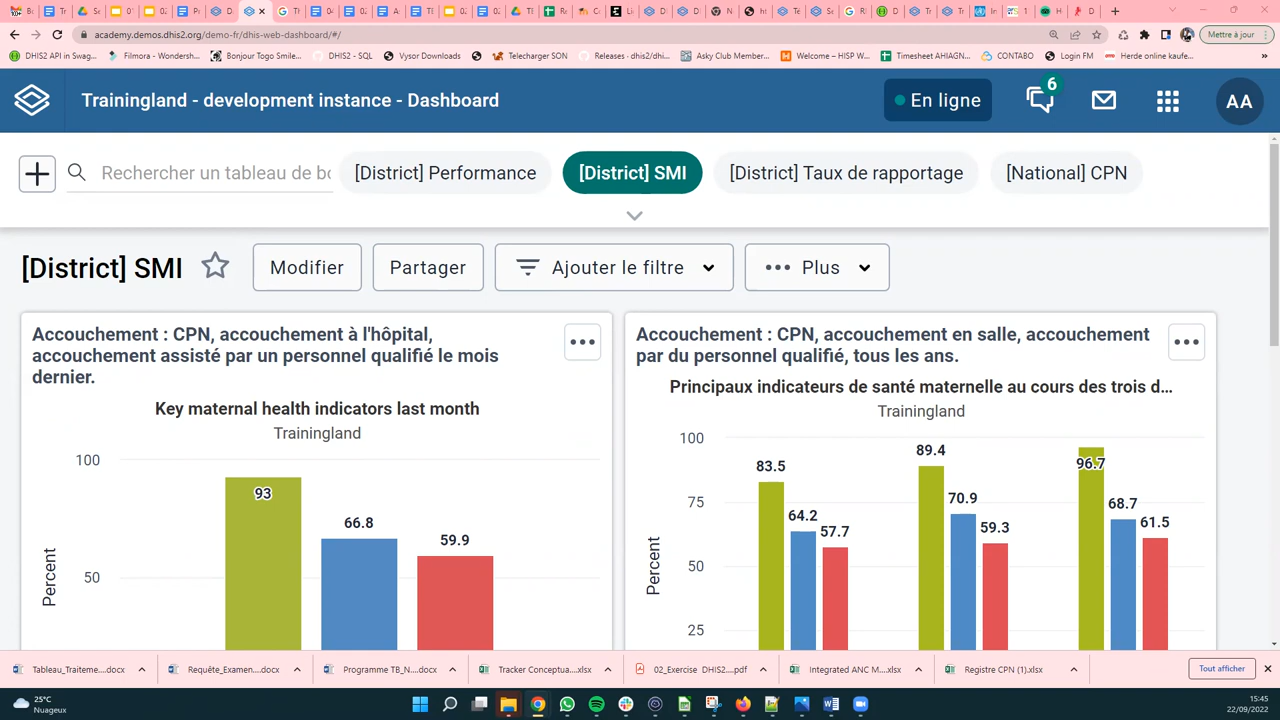 academy.demos.dhis2.org/demo-fr/dhis-web-dashboard/#/
Mettre à jour
DHIS2 API in Swag...
Filmora - Wondersh...
Bonjour Togo Smile...
DHIS2 - SQL
Vysor Downloads
Telecharger SON
Releases · dhis2/dhi...
Asky Club Member...
Welcome – HISP W...
Timesheet AHIAGN...
CONTABO
Login FM
Herde online kaufe...
Trainingland - development instance - Dashboard
En ligne
6
AA
Rechercher un tableau de bo
[District] Performance
[District] SMI
[District] Taux de rapportage
[National] CPN
[District] SMI
Modifier
Partager
Ajouter le filtre
Plus
Accouchement : CPN, accouchement à l'hôpital,
accouchement assisté par un personnel qualifié le mois
dernier.
Key maternal health indicators last month
Trainingland
100
50
Percent
93
66.8
59.9
Accouchement : CPN, accouchement en salle, accouchement
par du personnel qualifié, tous les ans.
Principaux indicateurs de santé maternelle au cours des trois d...
Trainingland
100
75
50
25
Percent
83.5
64.2
57.7
89.4
70.9
59.3
96.7
68.7
61.5
Tableau_Traiteme....docx
Requête_Examen....docx
Programme TB_N....docx
Tracker Conceptua....xlsx
02_Exercise DHIS2....pdf
Integrated ANC M....xlsx
Registre CPN (1).xlsx
Tout afficher
25°C
Nuageux
15:45
22/09/2022